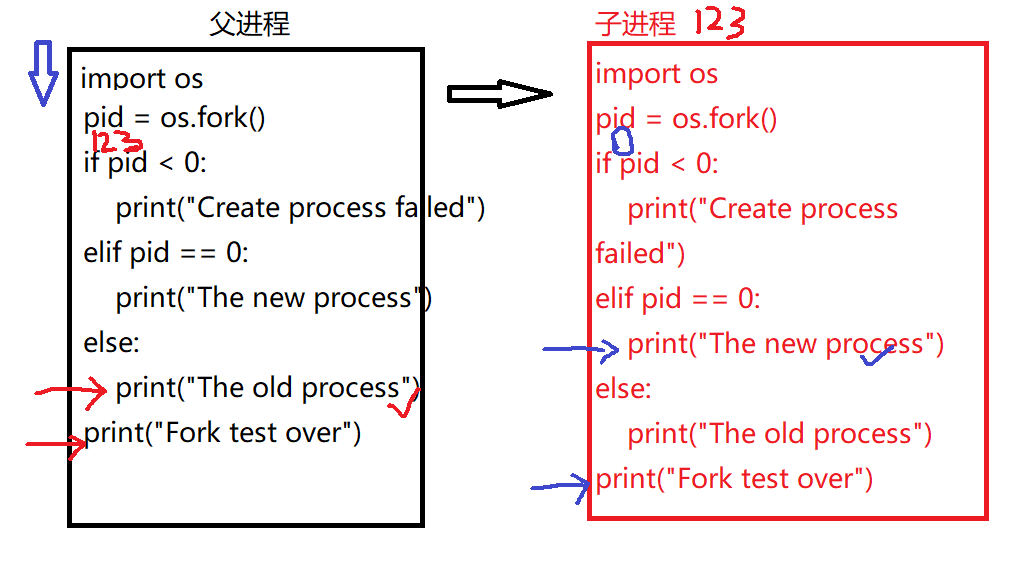 父进程
import os
pid = os.fork()
123
if pid < 0:
print("Create process failed")
elif pid == 0:
print("The new process")
else:
print("The old process")
print("Fork test over")
子进程 123
import os
pid = os.fork()
0
if pid < 0:
print("Create process
failed")
elif pid == 0:
print("The new process")
else:
print("The old process")
print("Fork test over")